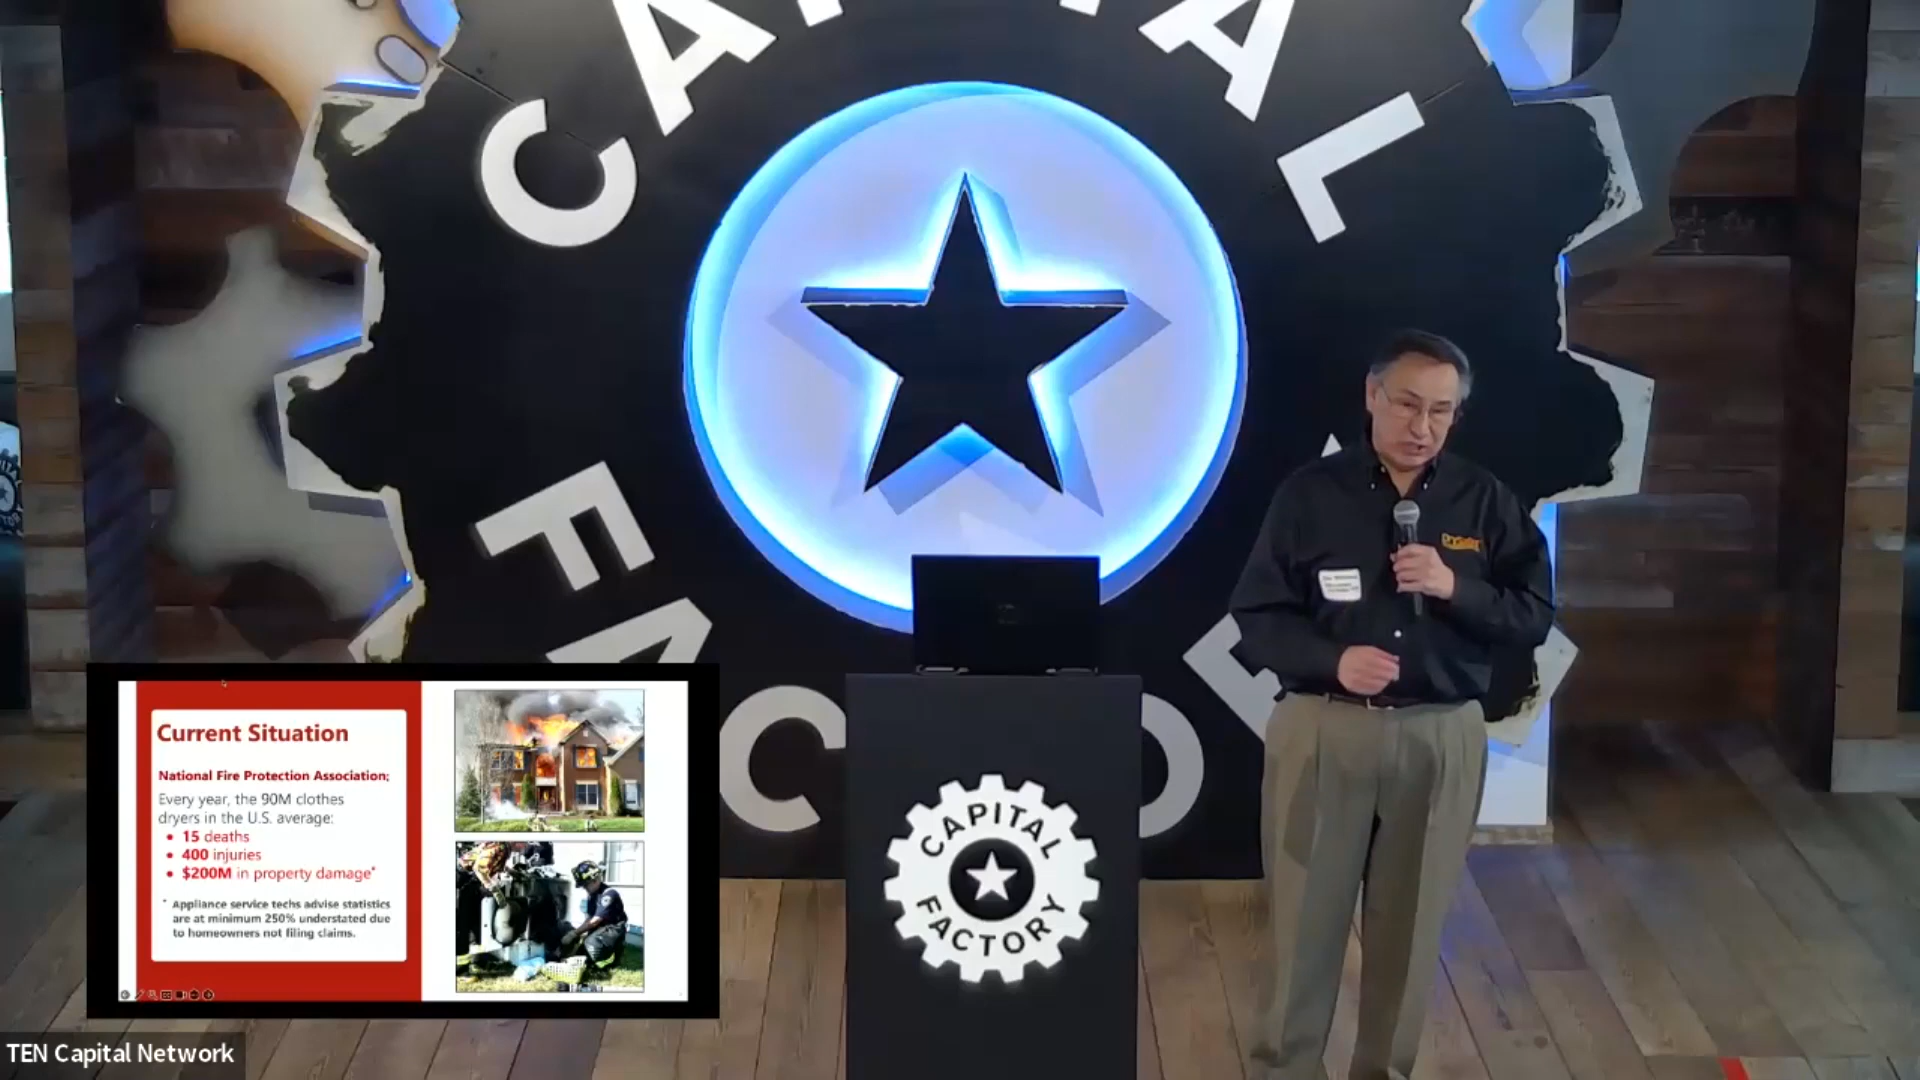 CAPITAL
FACTO
Current Situation
National Fire Protection Association;
Every year, the 90M clothes
dryers in the U.S. average:
• 15 deaths
• 400 injuries
• $200M in property damage*
* Appliance service techs advise statistics
are at minimum 250% understated due
to homeowners not filing claims.
CAPITAL
FACTORY
TEN Capital Network